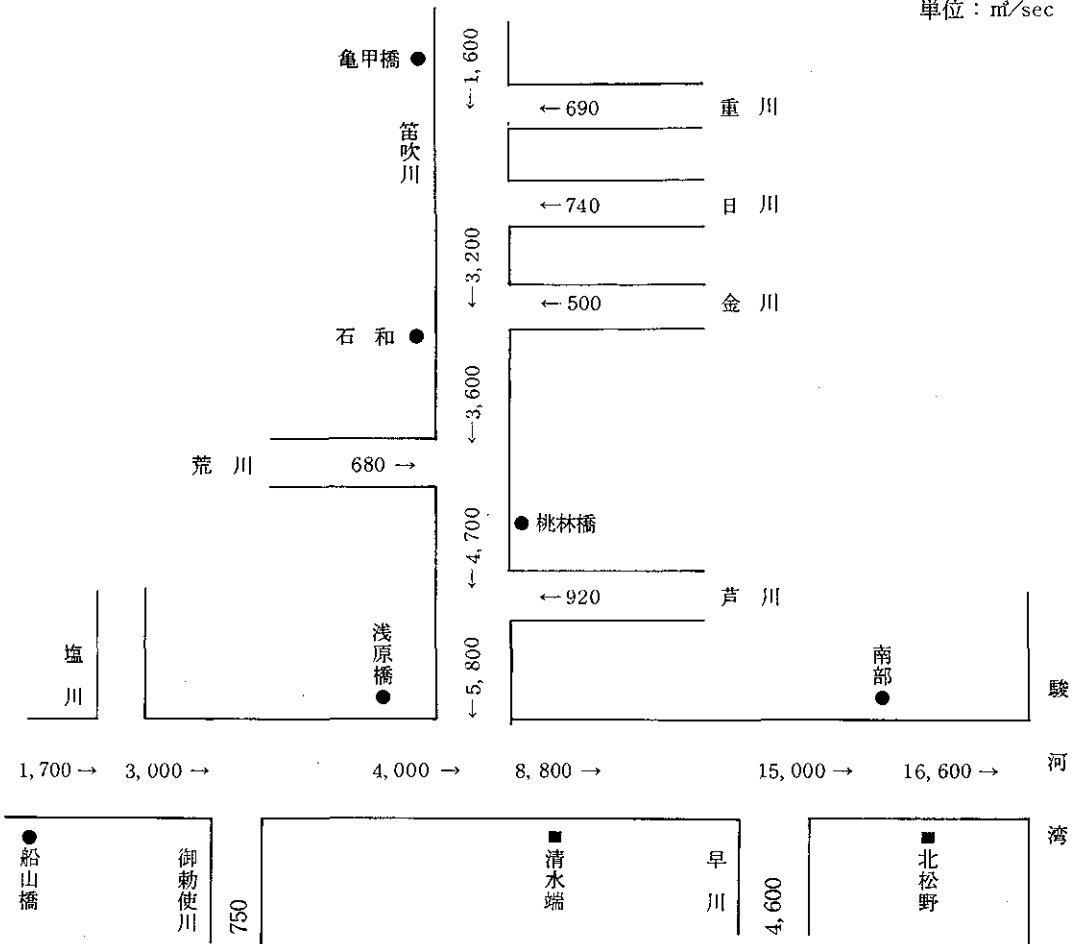 単位：㎥/sec
亀甲橋 ●
←1,600
←690 重川
笛吹川
←740 日川
←3,200
←500 金川
石和 ●
←3,600
荒川 680→
● 桃林橋
←4,700
←920 芦川
塩川
浅原橋
←5,800
南部
駿河湾
1,700→ 3,000→ 4,000→ 8,800→ 15,000→ 16,600→
船山橋
御勅使川
750
清水端
早川
4,600
北松野